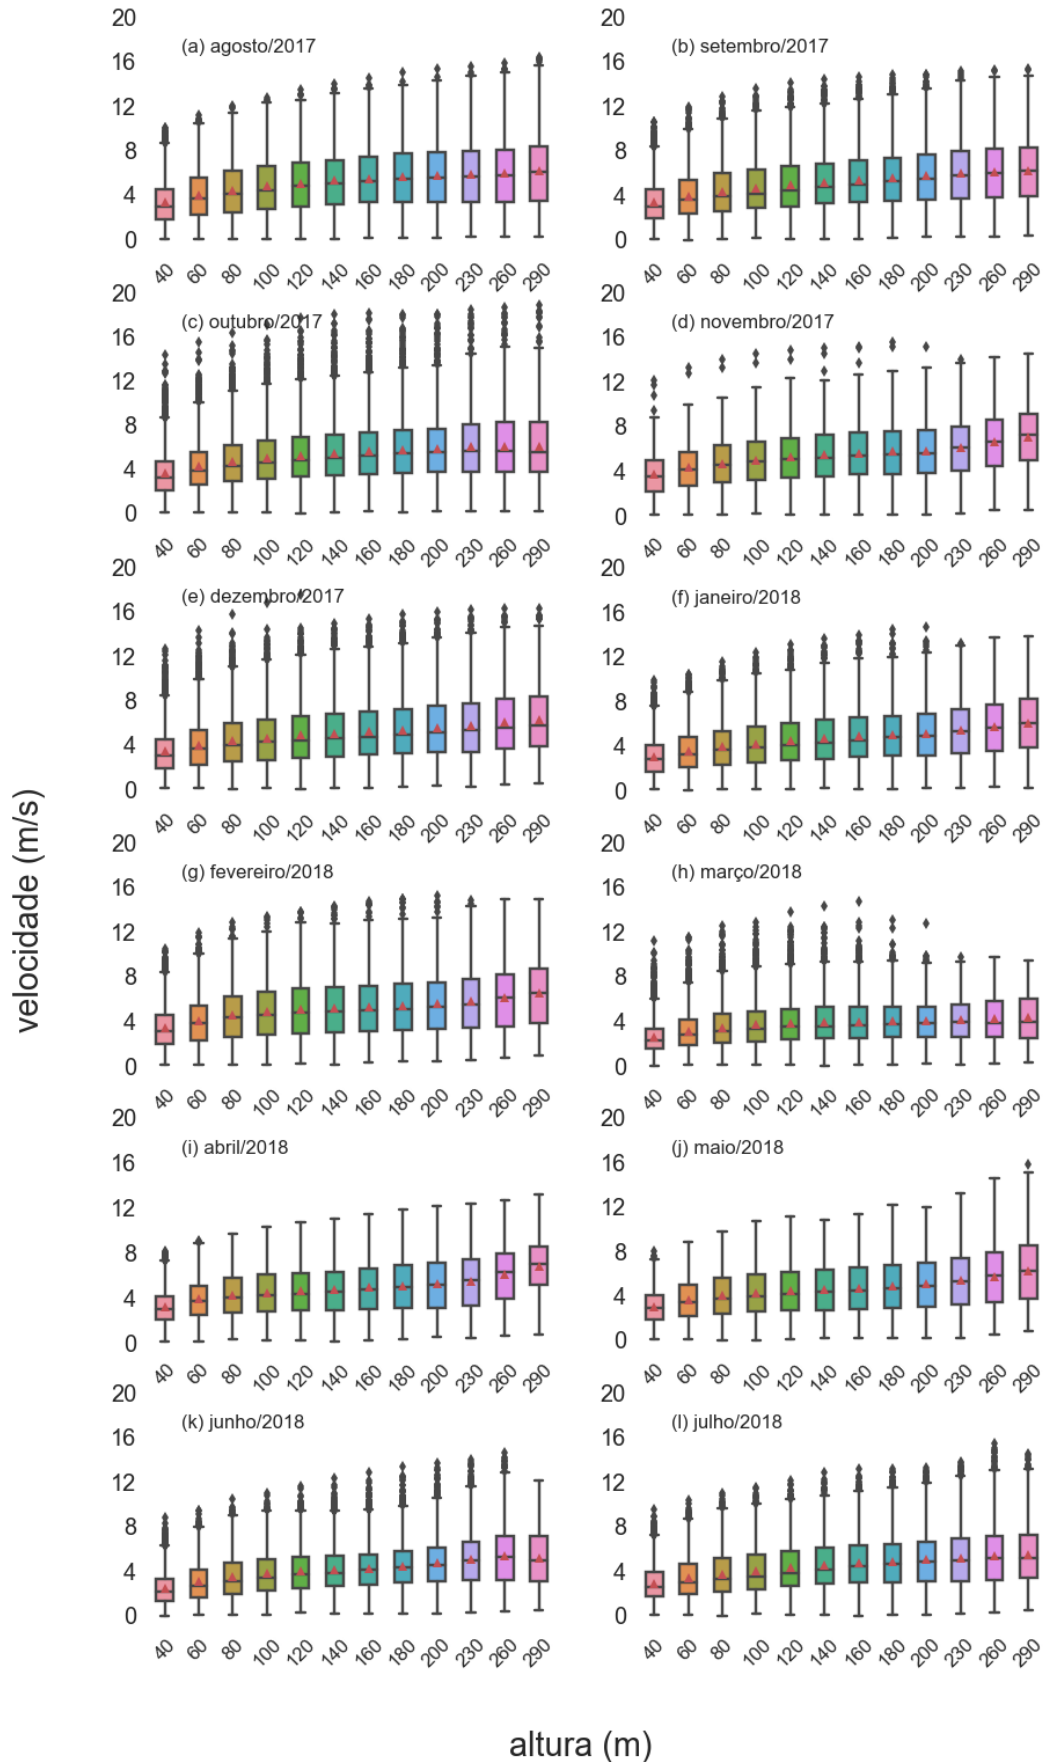 velocidade (m/s)
20
16
12
8
4
0
(a) agosto/2017
40 60 80 100 120 140 160 180 200 230 260 290
20
16
12
8
4
0
(b) setembro/2017
40 60 80 100 120 140 160 180 200 230 260 290
20
16
12
8
4
0
(c) outubro/2017
40 60 80 100 120 140 160 180 200 230 260 290
20
16
12
8
4
0
(d) novembro/2017
40 60 80 100 120 140 160 180 200 230 260 290
20
16
12
8
4
0
(e) dezembro/2017
40 60 80 100 120 140 160 180 200 230 260 290
20
16
12
8
4
0
(f) janeiro/2018
40 60 80 100 120 140 160 180 200 230 260 290
20
16
12
8
4
0
(g) fevereiro/2018
40 60 80 100 120 140 160 180 200 230 260 290
20
16
12
8
4
0
(h) março/2018
40 60 80 100 120 140 160 180 200 230 260 290
20
16
12
8
4
0
(i) abril/2018
40 60 80 100 120 140 160 180 200 230 260 290
20
16
12
8
4
0
(j) maio/2018
40 60 80 100 120 140 160 180 200 230 260 290
20
16
12
8
4
0
(k) junho/2018
40 60 80 100 120 140 160 180 200 230 260 290
20
16
12
8
4
0
(l) julho/2018
40 60 80 100 120 140 160 180 200 230 260 290
altura (m)